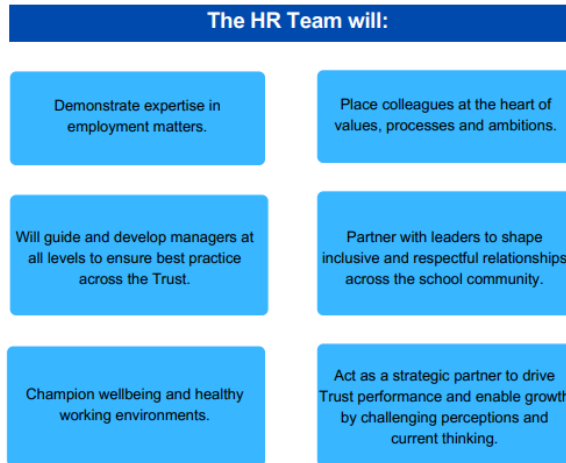 The HR Team will:
Demonstrate expertise in
employment matters.
Place colleagues at the heart of
values, processes and ambitions.
Will guide and develop managers at
all levels to ensure best practice
across the Trust.
Partner with leaders to shape
inclusive and respectful relationships
across the school community.
Champion wellbeing and healthy
working environments.
Act as a strategic partner to drive
Trust performance and enable growth
by challenging perceptions and
current thinking.